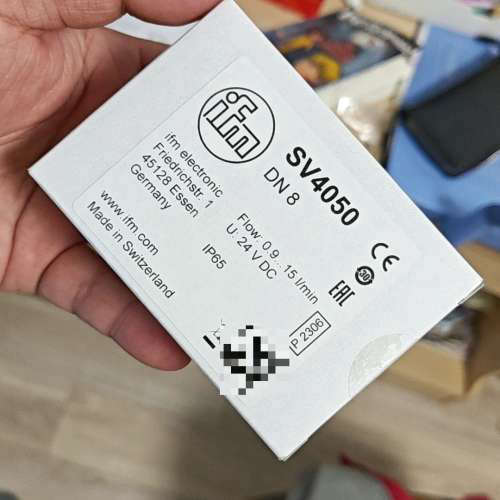 ifm
SV4050
DN 8
ifm electronic
Friedrichstr. 1
45128 Essen
Germany
Flow: 0.9...15 l/min
U: 24 V DC
IP65
www.ifm.com
Made in Switzerland
CE
50
EAC
P 2306